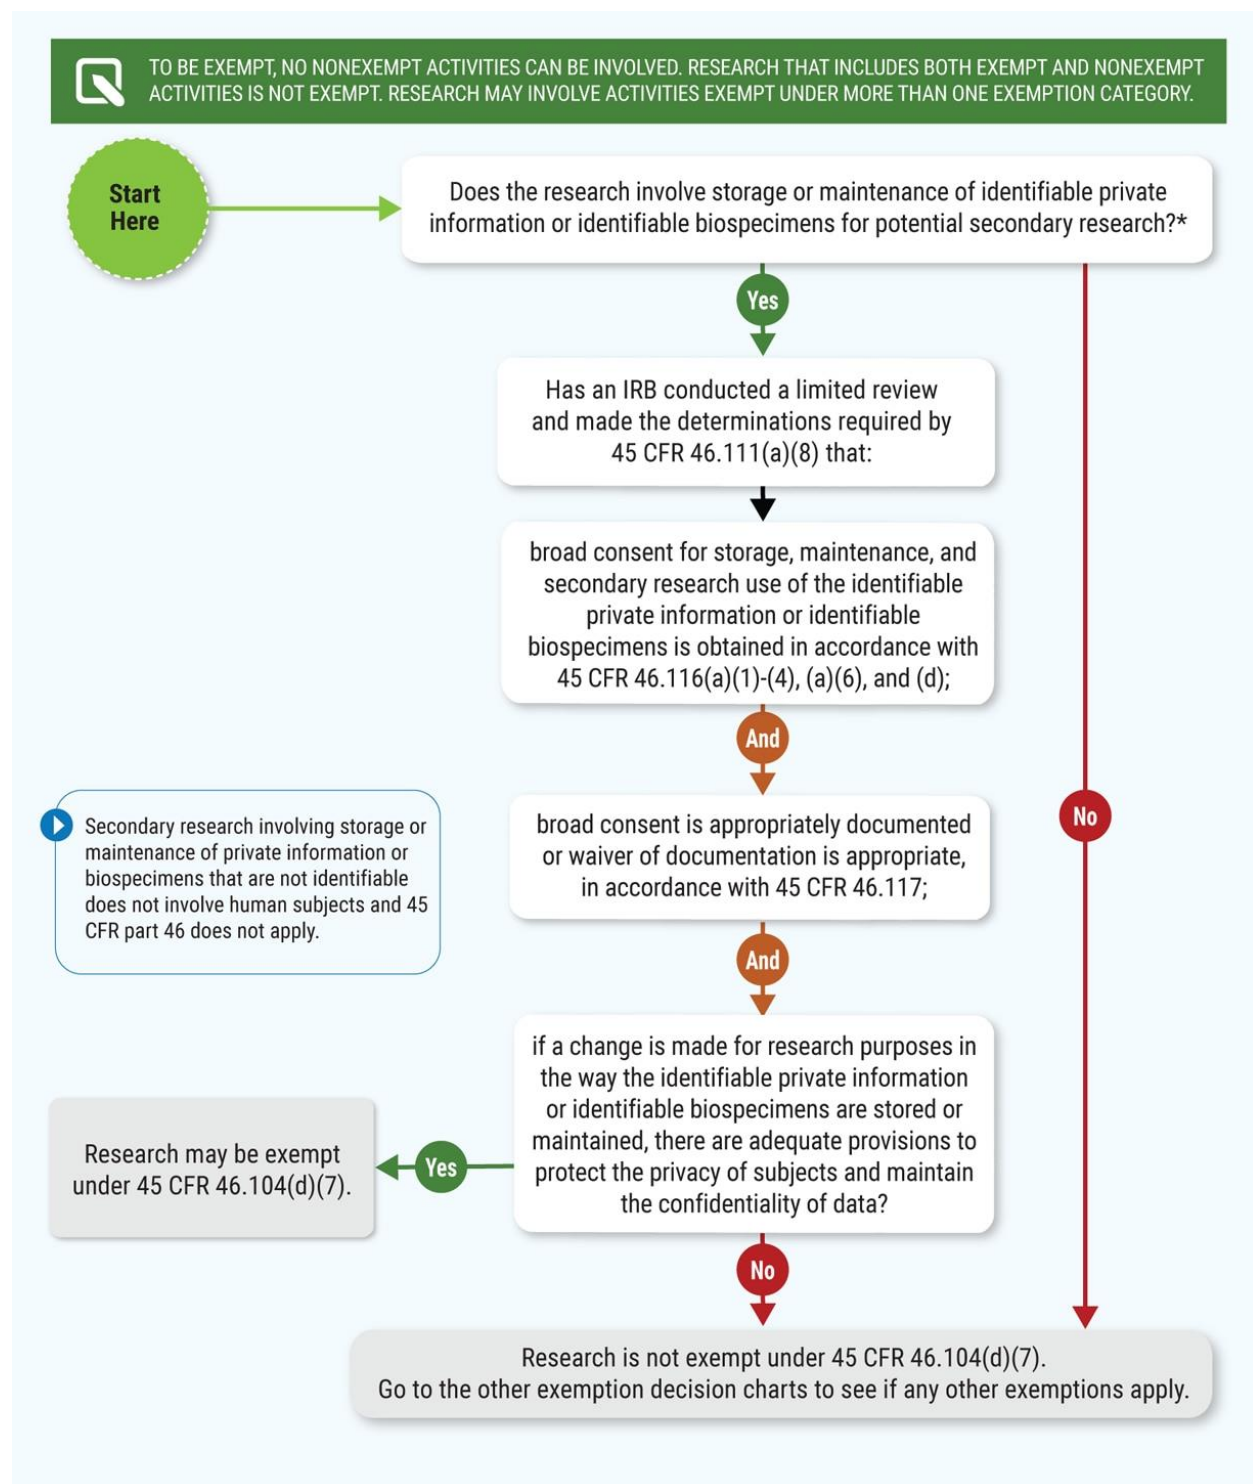 TO BE EXEMPT, NO NONEXEMPT ACTIVITIES CAN BE INVOLVED. RESEARCH THAT INCLUDES BOTH EXEMPT AND NONEXEMPT
ACTIVITIES IS NOT EXEMPT. RESEARCH MAY INVOLVE ACTIVITIES EXEMPT UNDER MORE THAN ONE EXEMPTION CATEGORY.
Start
Here
Does the research involve storage or maintenance of identifiable private
information or identifiable biospecimens for potential secondary research?*
Yes
Has an IRB conducted a limited review
and made the determinations required by
45 CFR 46.111(a)(8) that:
broad consent for storage, maintenance, and
secondary research use of the identifiable
private information or identifiable
biospecimens is obtained in accordance with
45 CFR 46.116(a)(1)-(4), (a)(6), and (d);
And
broad consent is appropriately documented
or waiver of documentation is appropriate,
in accordance with 45 CFR 46.117;
No
Secondary research involving storage or
maintenance of private information or
biospecimens that are not identifiable
does not involve human subjects and 45
CFR part 46 does not apply.
And
if a change is made for research purposes in
the way the identifiable private information
or identifiable biospecimens are stored or
maintained, there are adequate provisions to
protect the privacy of subjects and maintain
the confidentiality of data?
Yes
Research may be exempt
under 45 CFR 46.104(d)(7).
No
Research is not exempt under 45 CFR 46.104(d)(7).
Go to the other exemption decision charts to see if any other exemptions apply.